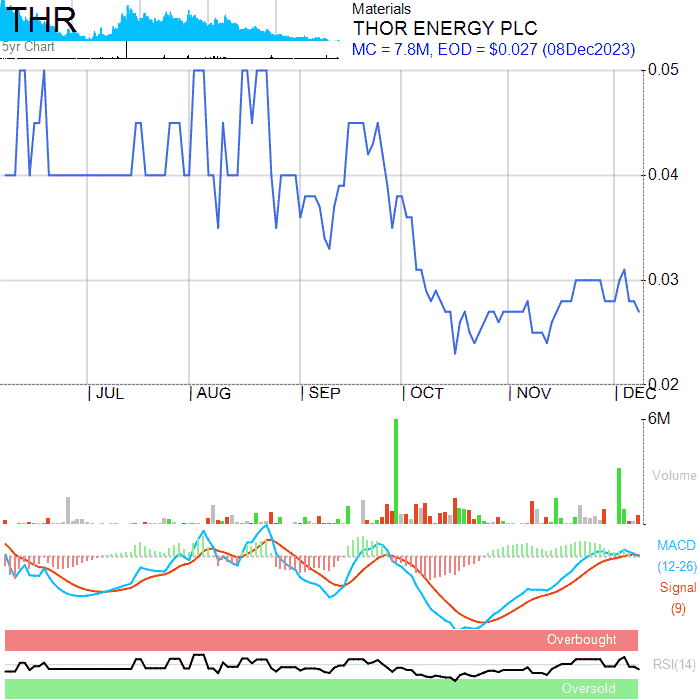 THR
5yr Chart
Materials
THOR ENERGY PLC
MC = 7.8M, EOD = $0.027 (08Dec2023)
0.05
0.04
0.03
0.02
JUL AUG SEP OCT NOV DEC
6M
Volume
MACD
(12-26)
Signal
(9)
Overbought
RSI(14)
Oversold